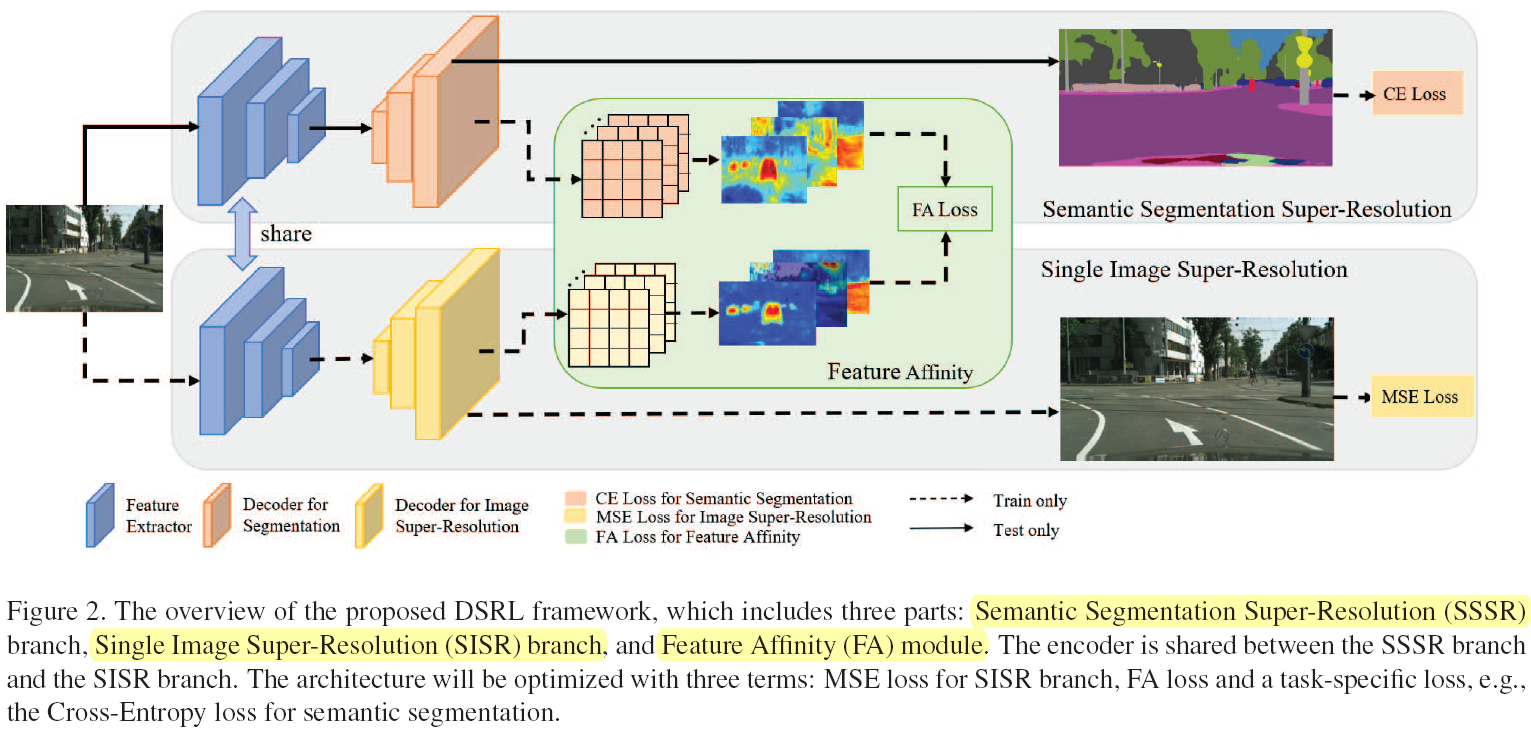 CE Loss
FA Loss
Semantic Segmentation Super-Resolution
share
Single Image Super-Resolution
Feature Affinity
MSE Loss
Feature Extractor
Decoder for Segmentation
Decoder for Image Super-Resolution
CE Loss for Semantic Segmentation
MSE Loss for Image Super-Resolution
FA Loss for Feature Affinity
Train only
Test only
Figure 2. The overview of the proposed DSRL framework, which includes three parts: Semantic Segmentation Super-Resolution (SSSR)
branch, Single Image Super-Resolution (SISR) branch, and Feature Affinity (FA) module. The encoder is shared between the SSSR branch
and the SISR branch. The architecture will be optimized with three terms: MSE loss for SISR branch, FA loss and a task-specific loss, e.g.,
the Cross-Entropy loss for semantic segmentation.